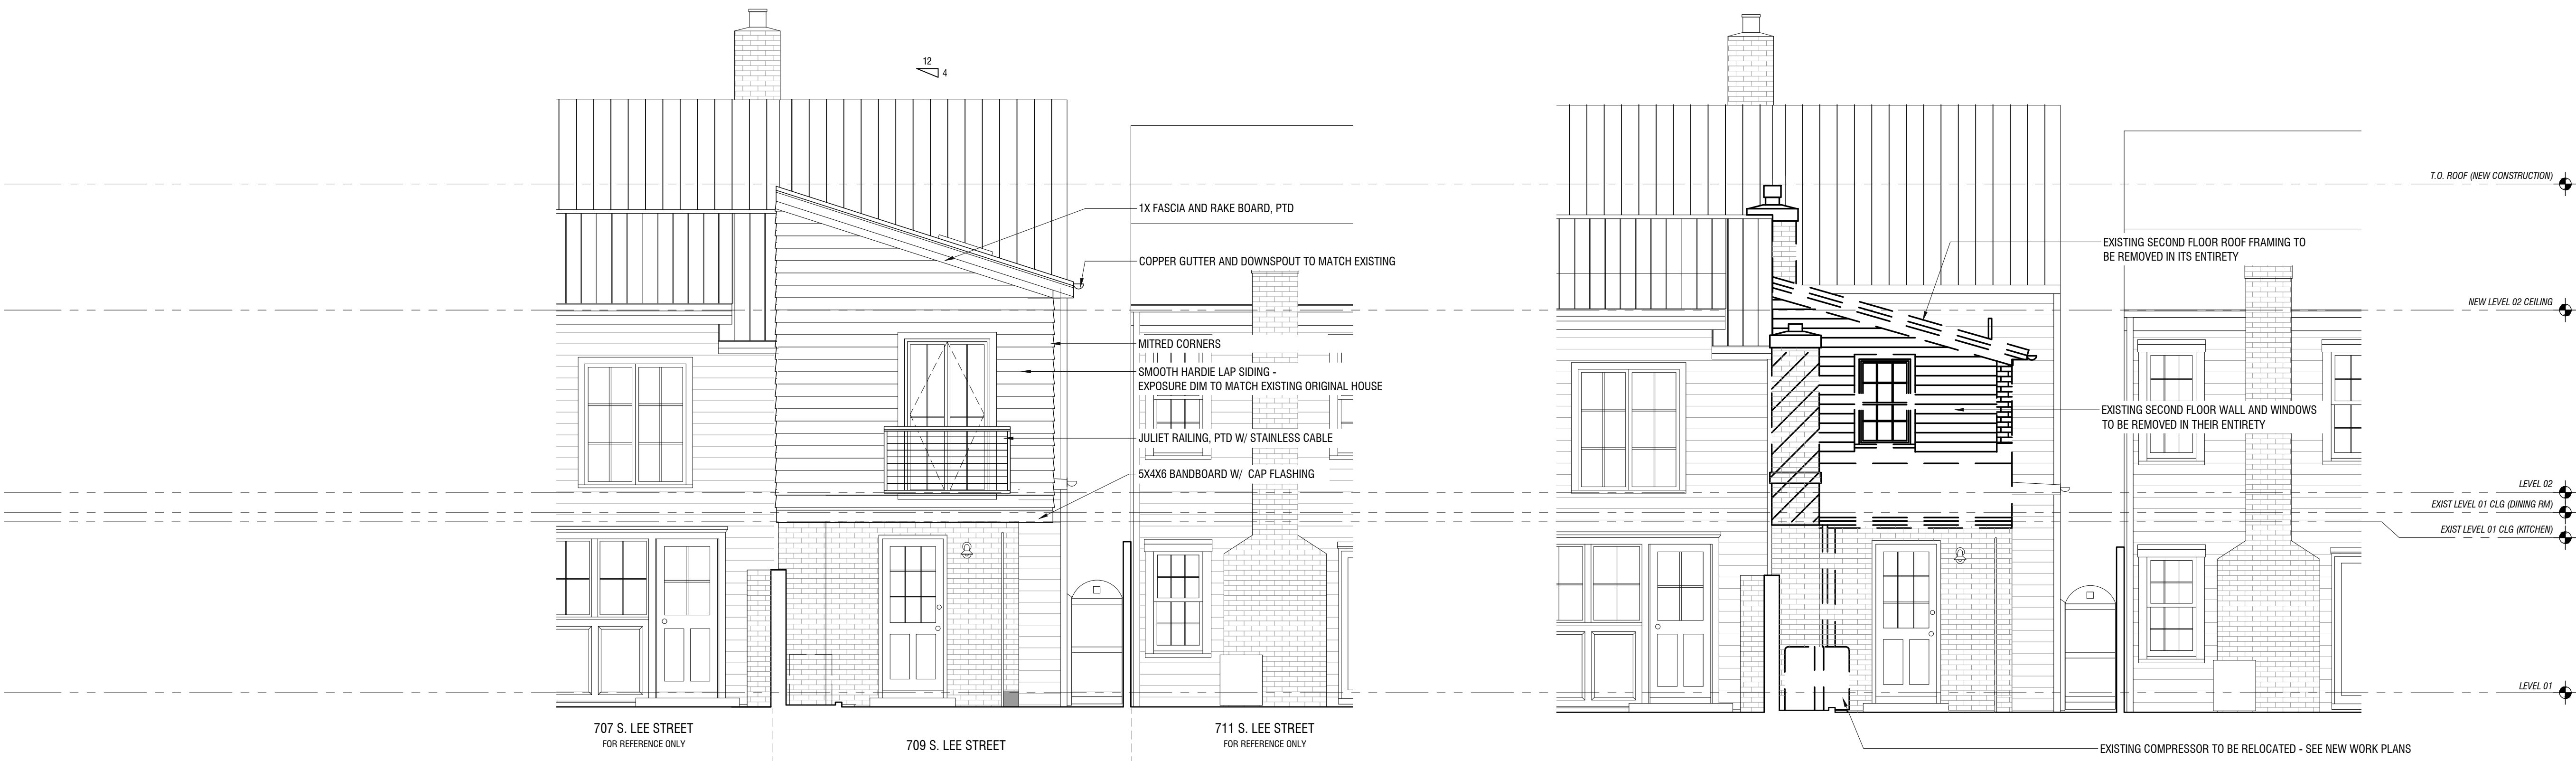 12
4
1X FASCIA AND RAKE BOARD, PTD
COPPER GUTTER AND DOWNSPOUT TO MATCH EXISTING
MITRED CORNERS
SMOOTH HARDIE LAP SIDING -
EXPOSURE DIM TO MATCH EXISTING ORIGINAL HOUSE
JULIET RAILING, PTD W/ STAINLESS CABLE
5X4X6 BANDBOARD W/ CAP FLASHING
707 S. LEE STREET
FOR REFERENCE ONLY
709 S. LEE STREET
711 S. LEE STREET
FOR REFERENCE ONLY
EXISTING SECOND FLOOR ROOF FRAMING TO
BE REMOVED IN ITS ENTIRETY
EXISTING SECOND FLOOR WALL AND WINDOWS
TO BE REMOVED IN THEIR ENTIRETY
EXISTING COMPRESSOR TO BE RELOCATED - SEE NEW WORK PLANS
T.O. ROOF (NEW CONSTRUCTION)
NEW LEVEL 02 CEILING
LEVEL 02
EXIST LEVEL 01 CLG (DINING RM)
EXIST LEVEL 01 CLG (KITCHEN)
LEVEL 01